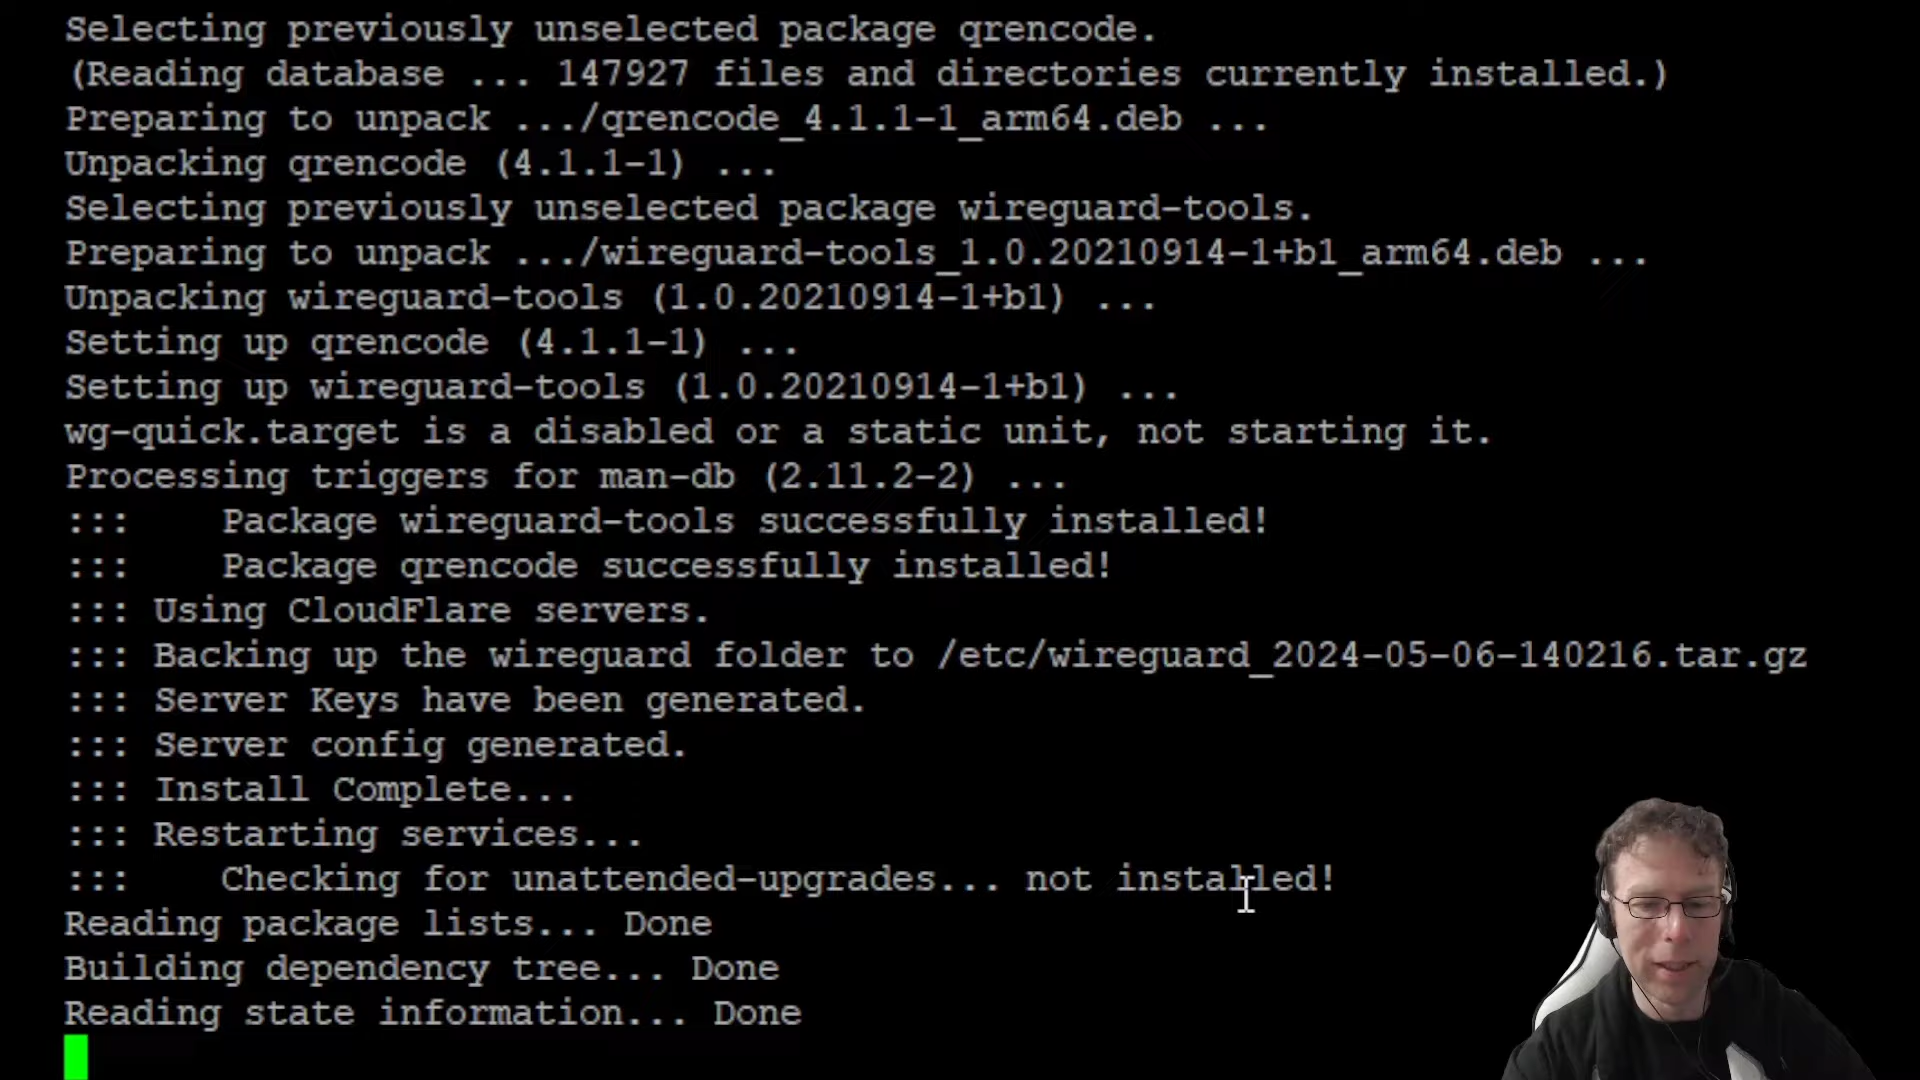 Selecting previously unselected package qrencode.
(Reading database ... 147927 files and directories currently installed.)
Preparing to unpack .../qrencode_4.1.1-1_arm64.deb ...
Unpacking qrencode (4.1.1-1) ...
Selecting previously unselected package wireguard-tools.
Preparing to unpack .../wireguard-tools_1.0.20210914-1+b1_arm64.deb ...
Unpacking wireguard-tools (1.0.20210914-1+b1) ...
Setting up qrencode (4.1.1-1) ...
Setting up wireguard-tools (1.0.20210914-1+b1) ...
wg-quick.target is a disabled or a static unit, not starting it.
Processing triggers for man-db (2.11.2-2) ...
:::    Package wireguard-tools successfully installed!
:::    Package qrencode successfully installed!
::: Using CloudFlare servers.
::: Backing up the wireguard folder to /etc/wireguard_2024-05-06-140216.tar.gz
::: Server Keys have been generated.
::: Server config generated.
::: Install Complete...
::: Restarting services...
:::    Checking for unattended-upgrades... not installed!
Reading package lists... Done
Building dependency tree... Done
Reading state information... Done